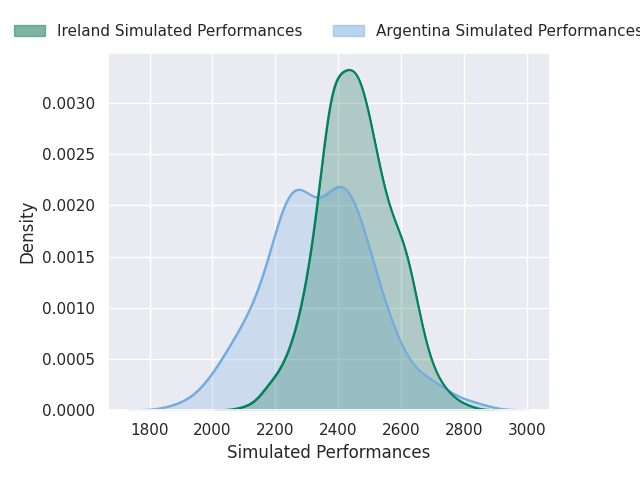 Ireland Simulated Performances Argentina Simulated Performances
0.0030
0.0025
0.0020
0.0015
0.0010
0.0005
0.0000
Density
1800 2000 2200 2400 2600 2800 3000
Simulated Performances